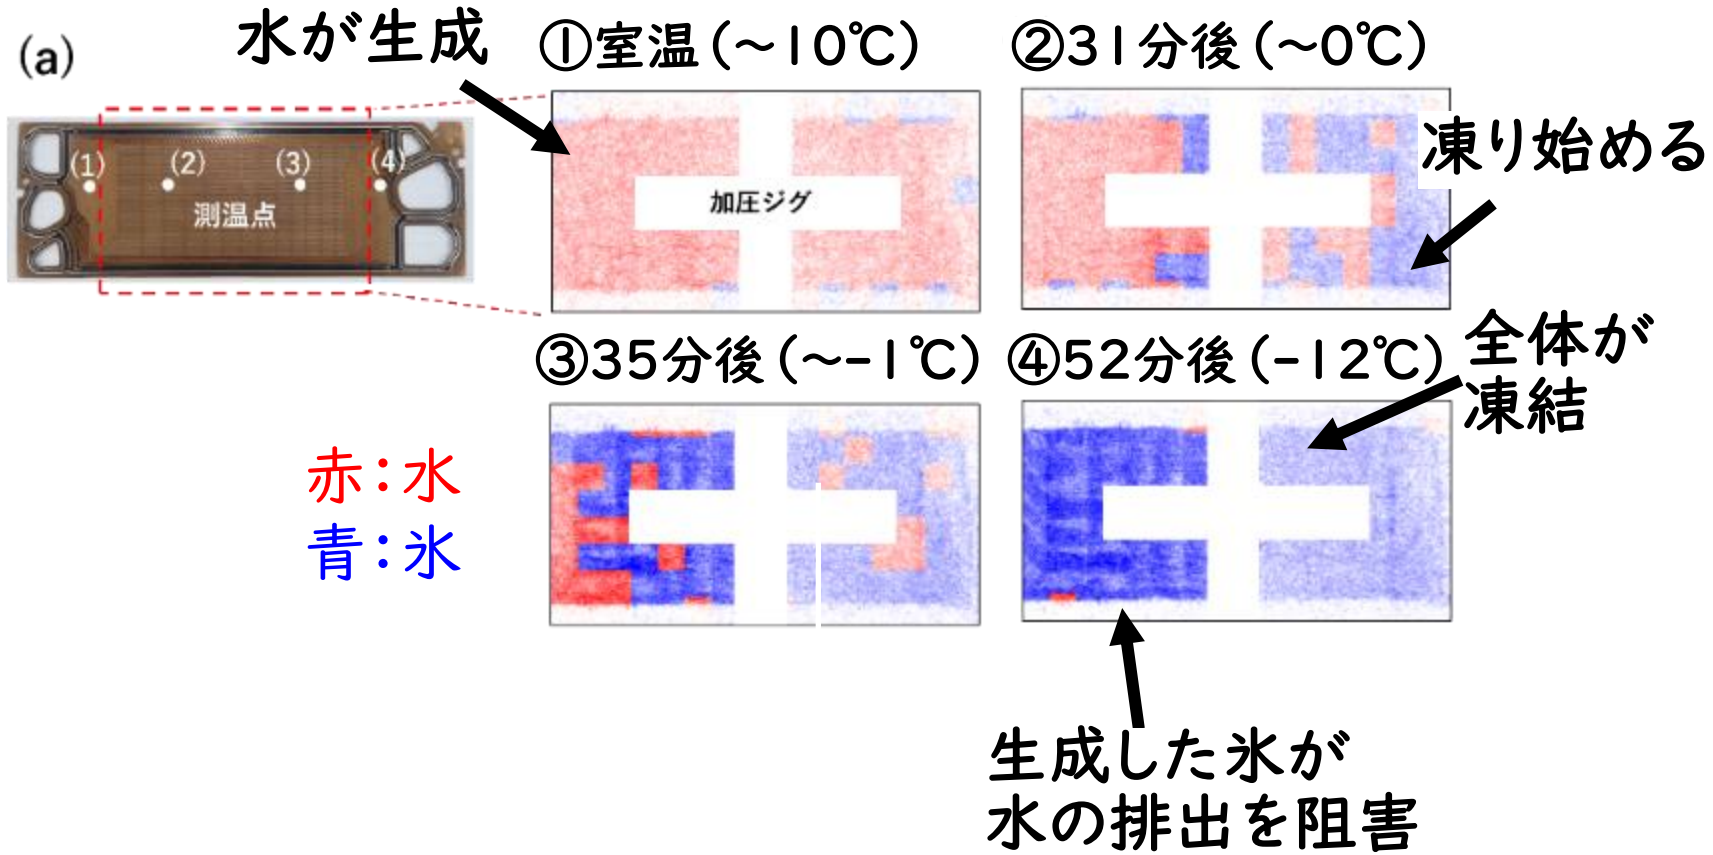 (a)
水が生成
①室温(～10℃)
②31分後(～0℃)
(1)
(2)
(3)
(4)
測温点
加圧ジグ
凍り始める
③35分後(～-1℃)
④52分後(-12℃)
全体が
凍結
赤：水
青：氷
生成した氷が
水の排出を阻害